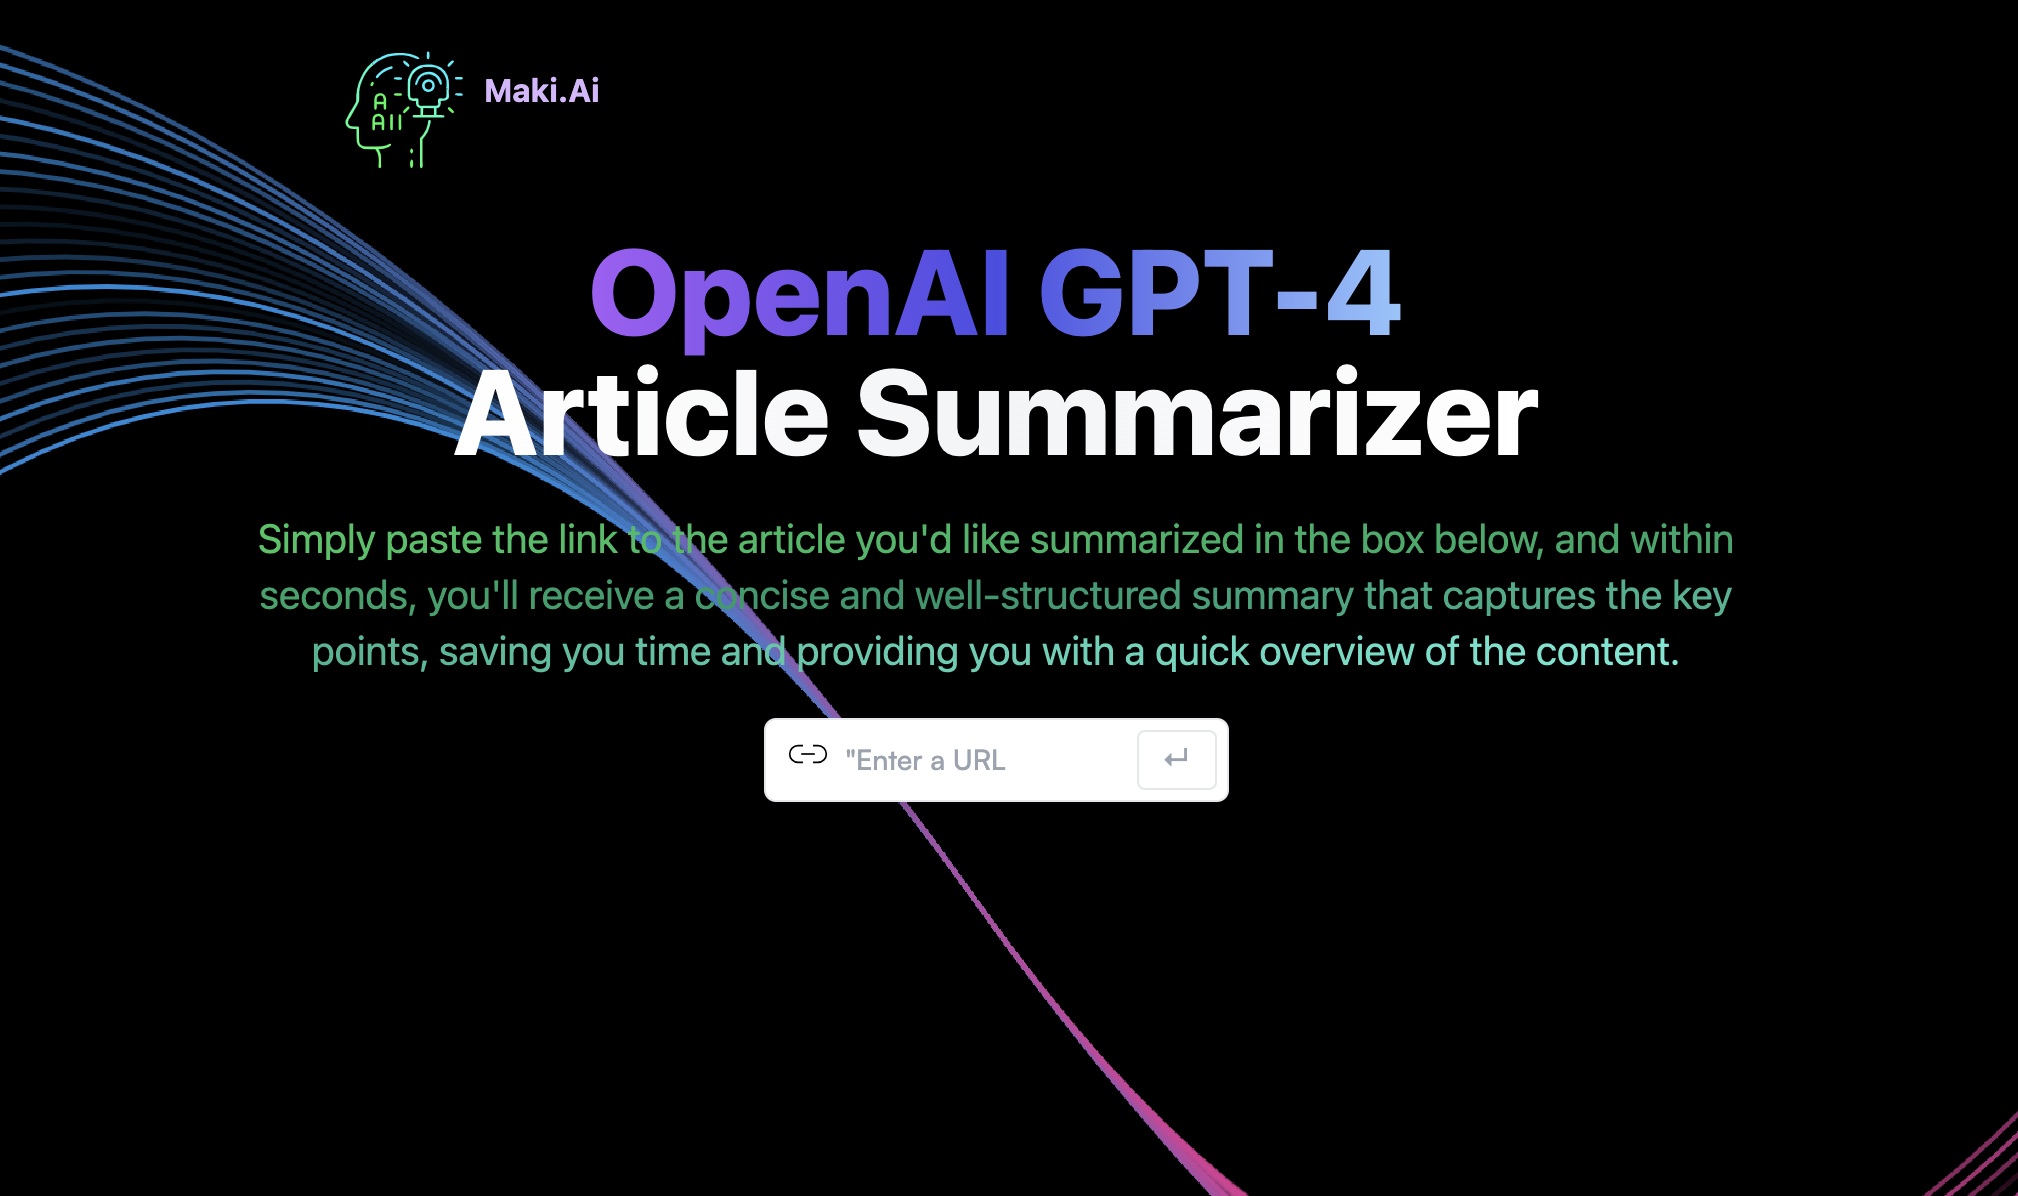 Maki.Ai
OpenAI GPT-4
Article Summarizer
Simply paste the link to the article you'd like summarized in the box below, and within
seconds, you'll receive a concise and well-structured summary that captures the key
points, saving you time and providing you with a quick overview of the content.
"Enter a URL